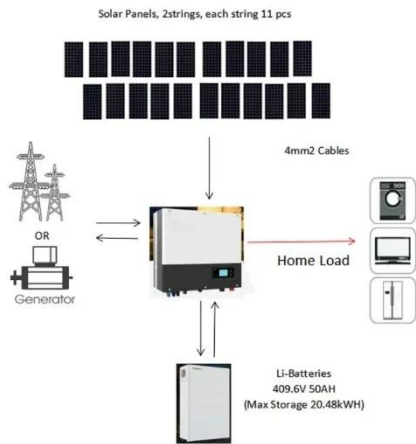 Solar Panels, 2strings, each string 11 pcs
4mm2 Cables
OR
Generator
Home Load
Li-Batteries
409.6V 50AH
(Max Storage 20.48kWH)